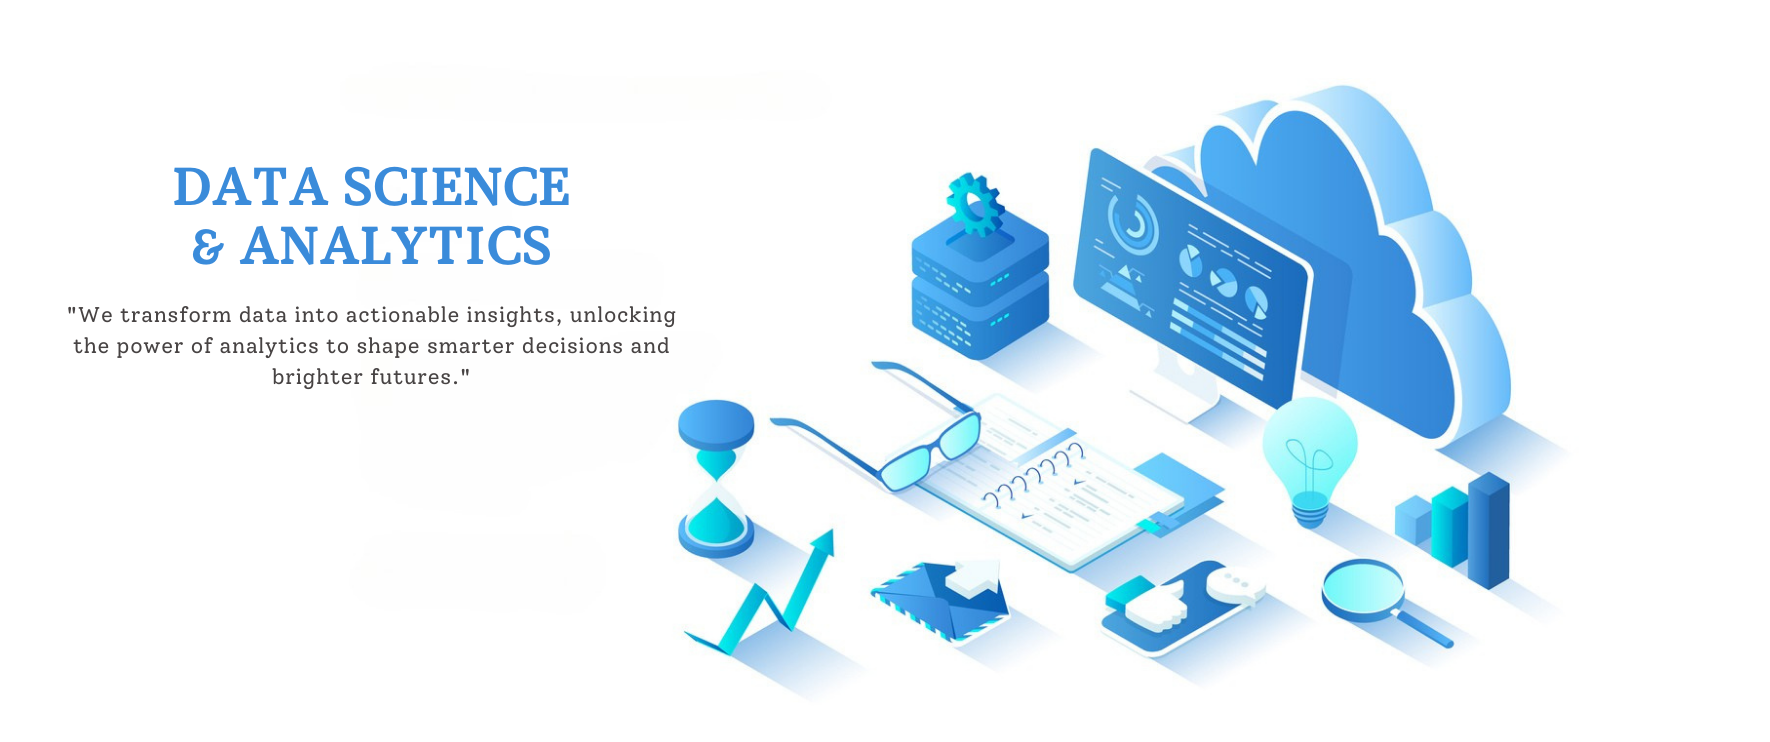 DATA SCIENCE
& ANALYTICS
"We transform data into actionable insights, unlocking
the power of analytics to shape smarter decisions and
brighter futures."